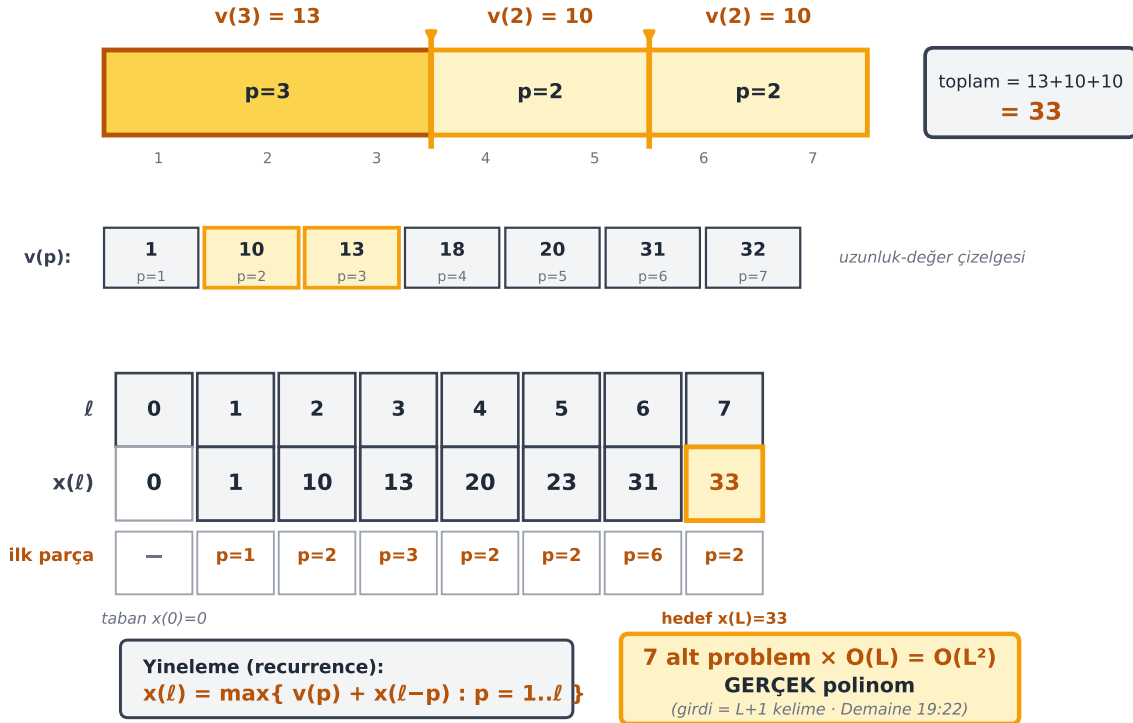 v(3) = 13 v(2) = 10 v(2) = 10
p=3 p=2 p=2
toplam = 13+10+10
= 33
1 2 3 4 5 6 7
v(p): 1 10 13 18 20 31 32
p=1 p=2 p=3 p=4 p=5 p=6 p=7
uzunluk-değer çizelgesi
ℓ 0 1 2 3 4 5 6 7
x(ℓ) 0 1 10 13 20 23 31 33
ilk parça — p=1 p=2 p=3 p=2 p=2 p=6 p=2
taban x(0)=0 hedef x(L)=33
Yineleme (recurrence):
x(ℓ) = max{ v(p) + x(ℓ−p) : p = 1..ℓ }
7 alt problem × O(L) = O(L²)
GERÇEK polinom
(girdi = L+1 kelime · Demaine 19:22)